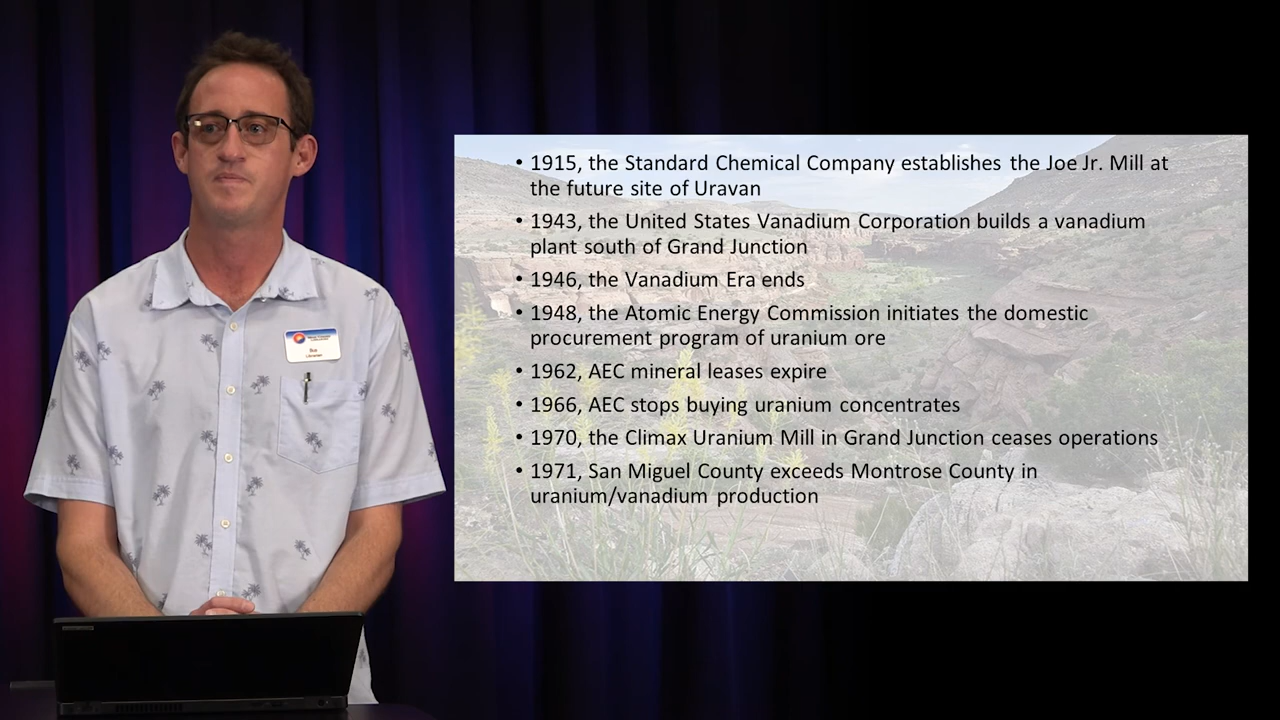 • 1915, the Standard Chemical Company establishes the Joe Jr. Mill at
the future site of Uravan
• 1943, the United States Vanadium Corporation builds a vanadium
plant south of Grand Junction
• 1946, the Vanadium Era ends
• 1948, the Atomic Energy Commission initiates the domestic
procurement program of uranium ore
• 1962, AEC mineral leases expire
• 1966, AEC stops buying uranium concentrates
• 1970, the Climax Uranium Mill in Grand Junction ceases operations
• 1971, San Miguel County exceeds Montrose County in
uranium/vanadium production
Librarian